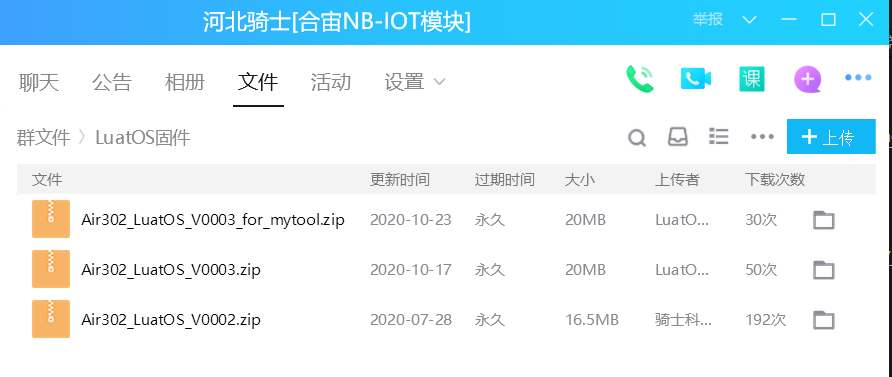 河北骑士[合宙NB-IOT模块]
举报
聊天 公告 相册 文件 活动 设置
课
群文件 〉 LuatOS固件
上传
文件 更新时间 过期时间 大小 上传者 下载次数
Air302_LuatOS_V0003_for_mytool.zip 2020-10-23 永久 20MB LuatO... 30次
Air302_LuatOS_V0003.zip 2020-10-17 永久 20MB LuatO... 50次
Air302_LuatOS_V0002.zip 2020-07-28 永久 16.5MB 骑士科... 192次